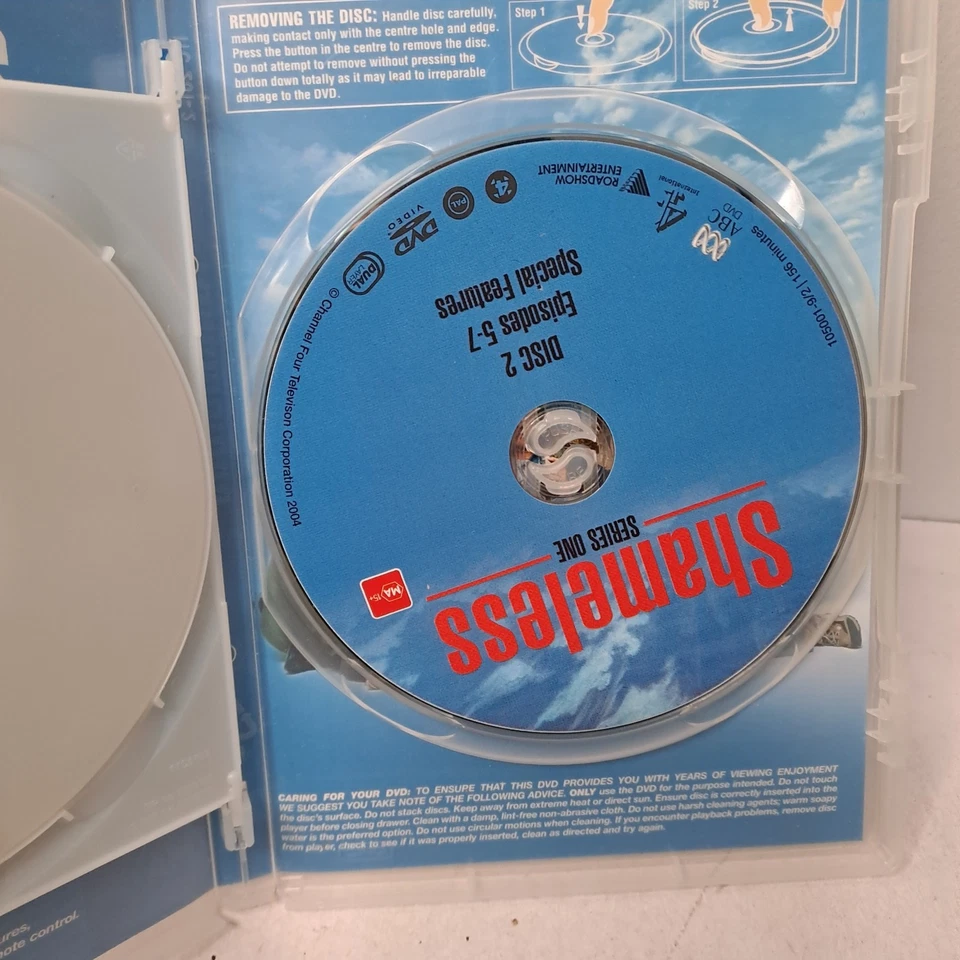 REMOVING THE DISC: Handle disc carefully,
making contact only with the centre hole and edge.
Press the button in the centre to remove the disc.
Do not attempt to remove without pressing the
button down totally as it may lead to irreparable
damage to the DVD.
Step 1
Step 2
Shameless
SERIES ONE
MA
15+
DISC 2
Episodes 5-7
Special Features
105001-9/2 | 156 minutes
ABC
DVD
4
International
ROADSHOW
ENTERTAINMENT
4
PAL
DVD
VIDEO
DUAL
LAYER
© Channel Four Televison Corporation 2004
CARING FOR YOUR DVD: TO ENSURE THAT THIS DVD PROVIDES YOU WITH YEARS OF VIEWING ENJOYMENT
WE SUGGEST YOU TAKE NOTE OF THE FOLLOWING ADVICE. ONLY use the DVD for the purpose intended. Do not touch
the disc's surface. Do not stack discs. Keep away from extreme heat or direct sun. Ensure disc is correctly inserted into the
player before closing drawer. Clean with a damp, lint-free non-abrasive cloth. Do not use harsh cleaning agents; warm soapy
water is the preferred option. Do not use circular motions when cleaning. If you encounter playback problems, remove disc
from player, check to see if it was properly inserted, clean as directed and try again.
control.